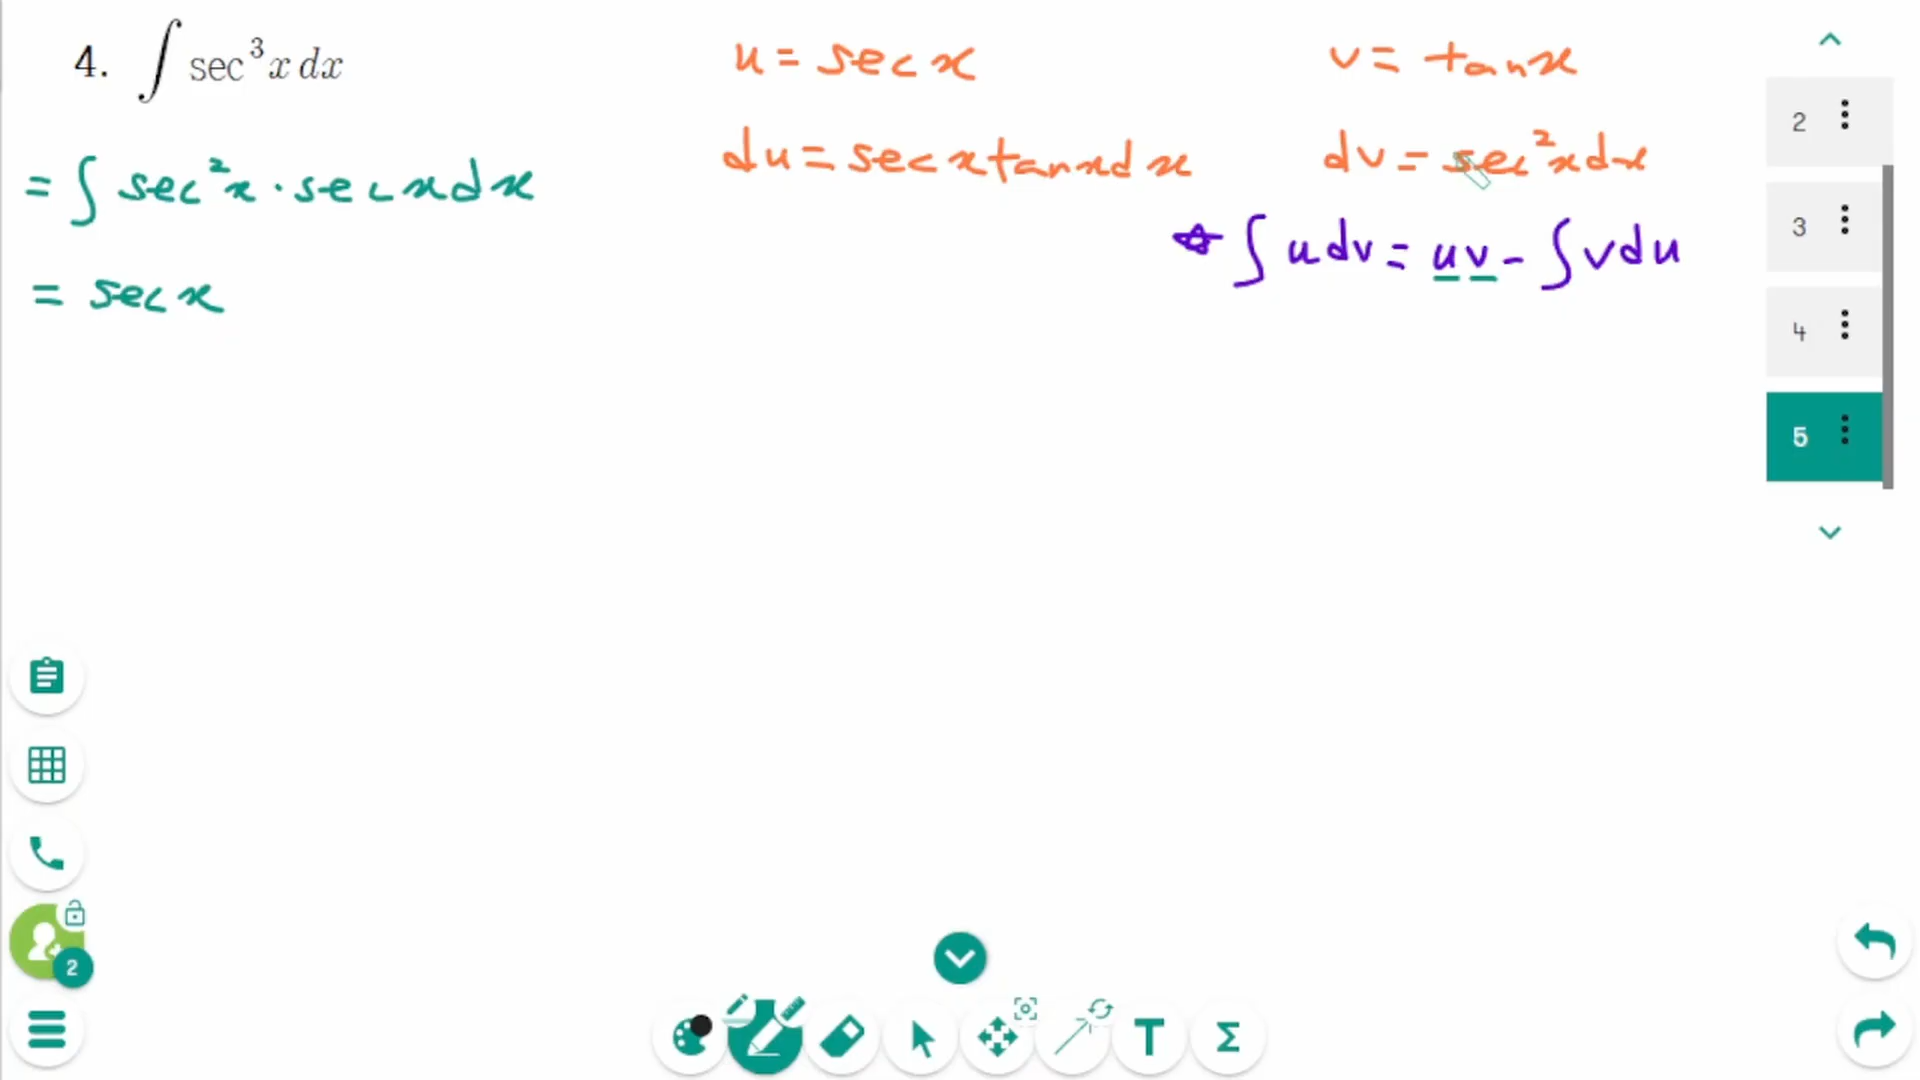 4. ∫ sec³ x dx
u = sec x
v = tan x
= ∫ sec²x · sec x dx
du = sec x tan x dx
dv = sec²x dx
☆ ∫ u dv = uv - ∫ v du
= sec x
2
3
4
5
2
T
Σ